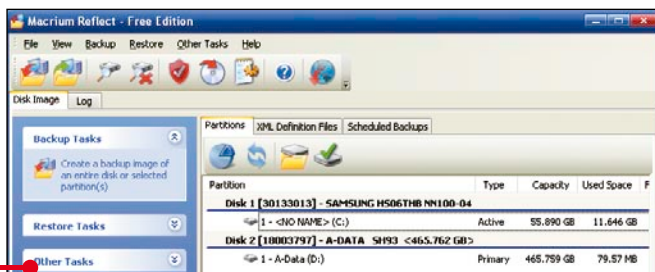 Macrium Reflect - Free Edition
File View Backup Restore Other Tasks Help
Disk Image Log
Backup Tasks
Create a backup image of
an entire disk or selected
partition(s)
Restore Tasks
Other Tasks
Partitions XML Definition Files Scheduled Backups
Partition Type Capacity Used Space F
Disk 1 [30133013] - SAMSUNG HS06THB NN100-04
1 - <NO NAME> (C:) Active 55.890 GB 11.646 GB
Disk 2 [18003797] - A-DATA SH93 <465.762 GB>
1 - A-Data (D:) Primary 465.759 GB 79.57 MB